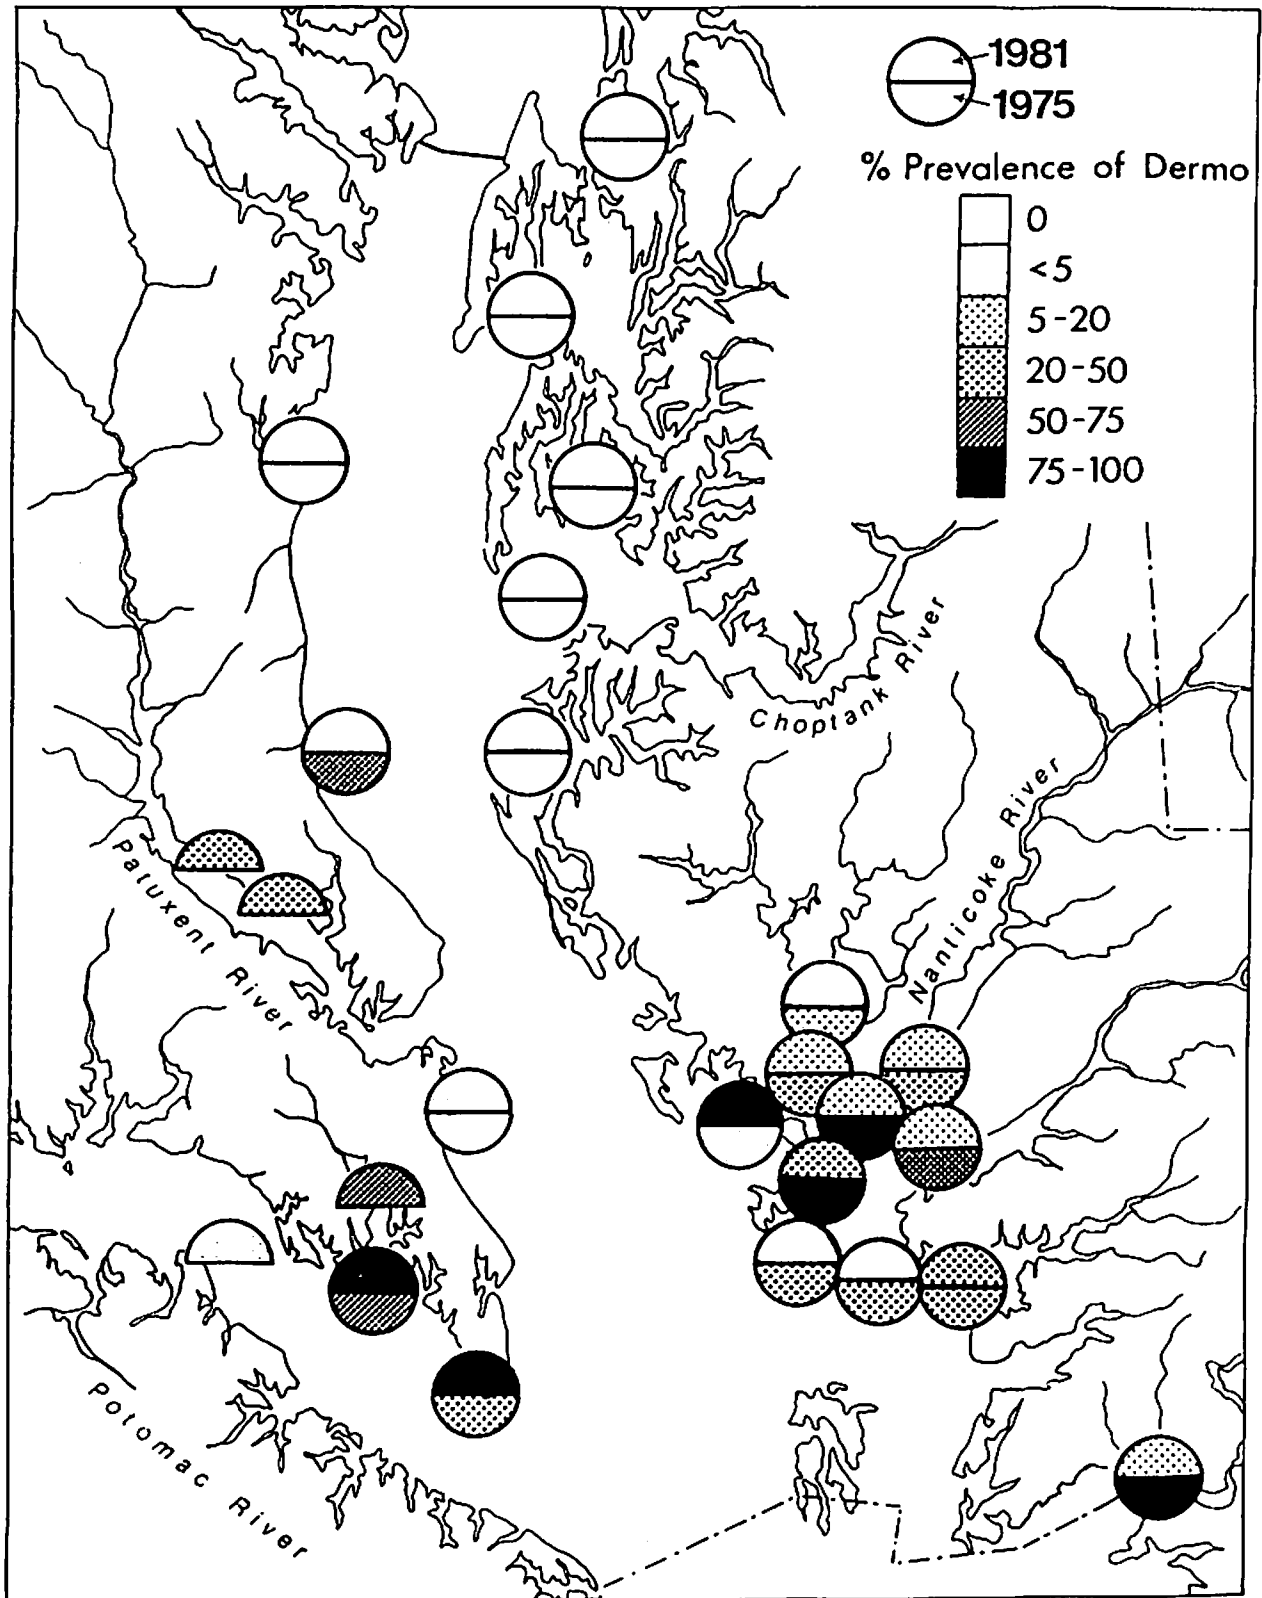 1981
1975
% Prevalence of Dermo
0
<5
5-20
20-50
50-75
75-100
Choptank River
Nanticoke River
Patuxent River
Potomac River